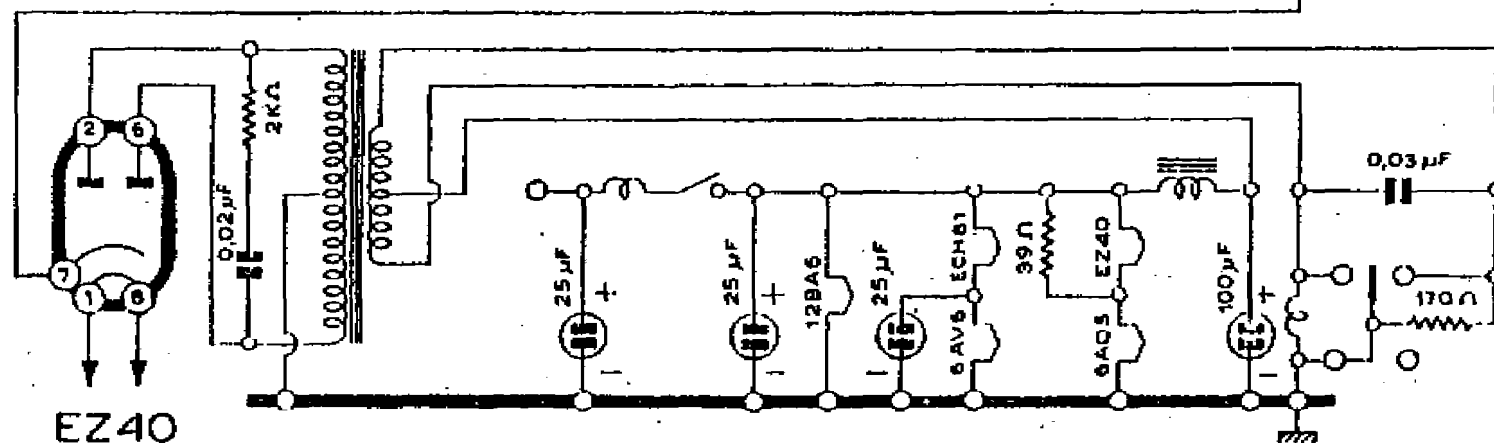 2
6
2KΩ
0,02µF
7
1
8
EZ40
25µF
+
−
25µF
+
−
12BA6
25µF
−
ECH81
6AV6
39Ω
EZ40
6AQ5
100µF
+
−
0,03µF
170Ω